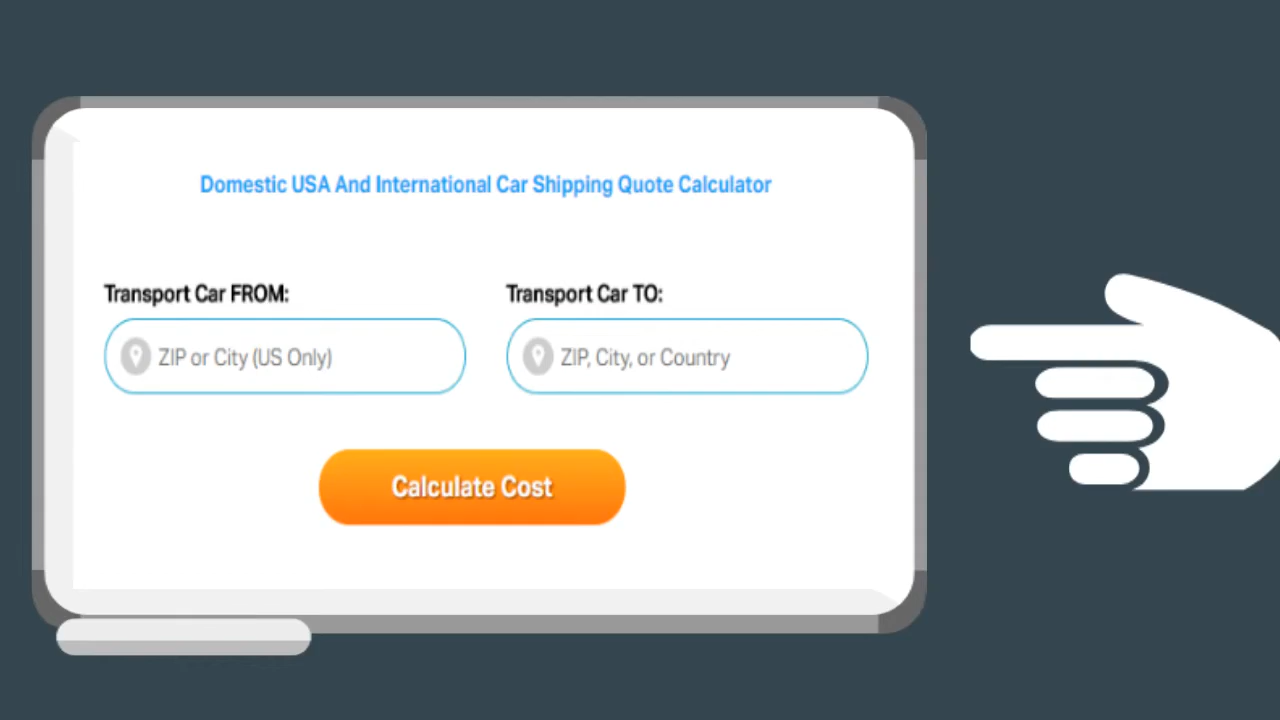 Domestic USA And International Car Shipping Quote Calculator
Transport Car FROM:
Transport Car TO:
ZIP or City (US Only)
ZIP, City, or Country
Calculate Cost